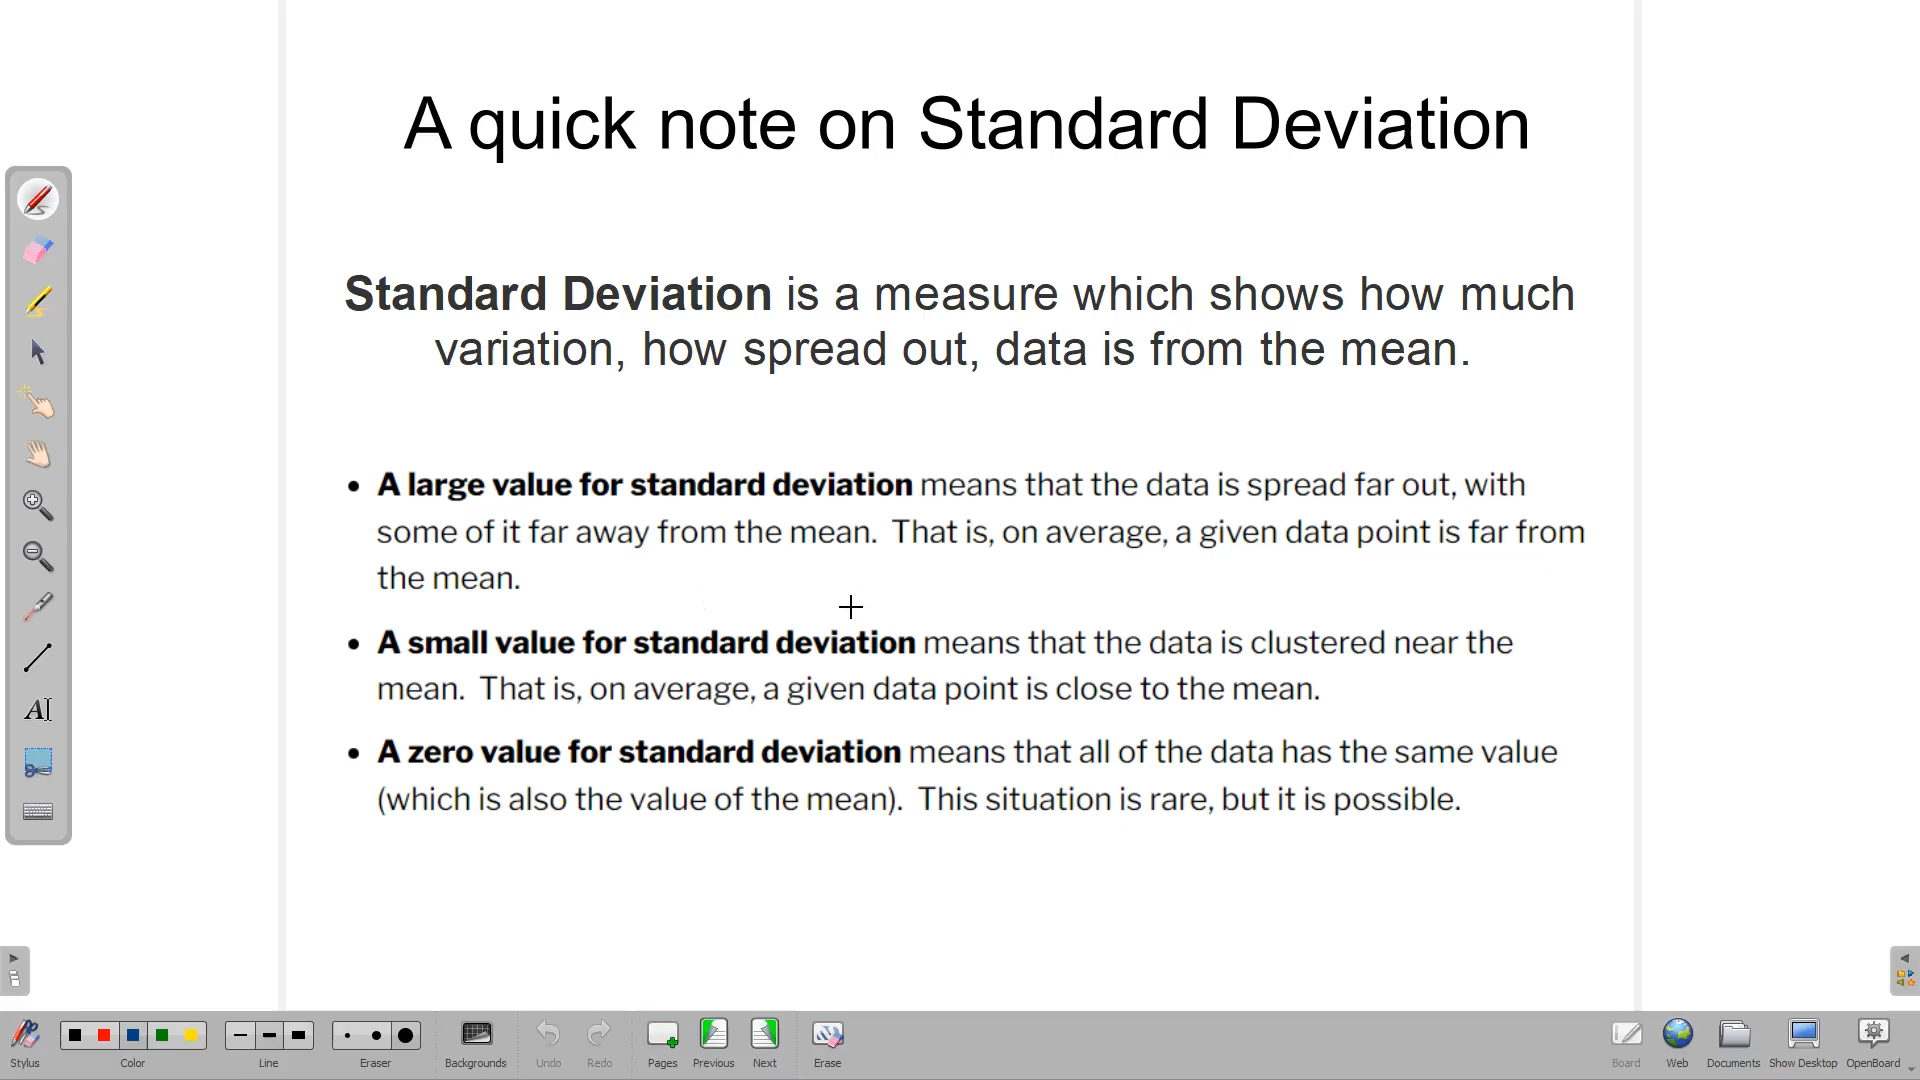 A quick note on Standard Deviation
Standard Deviation is a measure which shows how much
variation, how spread out, data is from the mean.
• A large value for standard deviation means that the data is spread far out, with
some of it far away from the mean.  That is, on average, a given data point is far from
the mean.
• A small value for standard deviation means that the data is clustered near the
mean.  That is, on average, a given data point is close to the mean.
• A zero value for standard deviation means that all of the data has the same value
(which is also the value of the mean).  This situation is rare, but it is possible.
Stylus Color Line Eraser Backgrounds Undo Redo Pages Previous Next Erase Board Web Documents Show Desktop OpenBoard